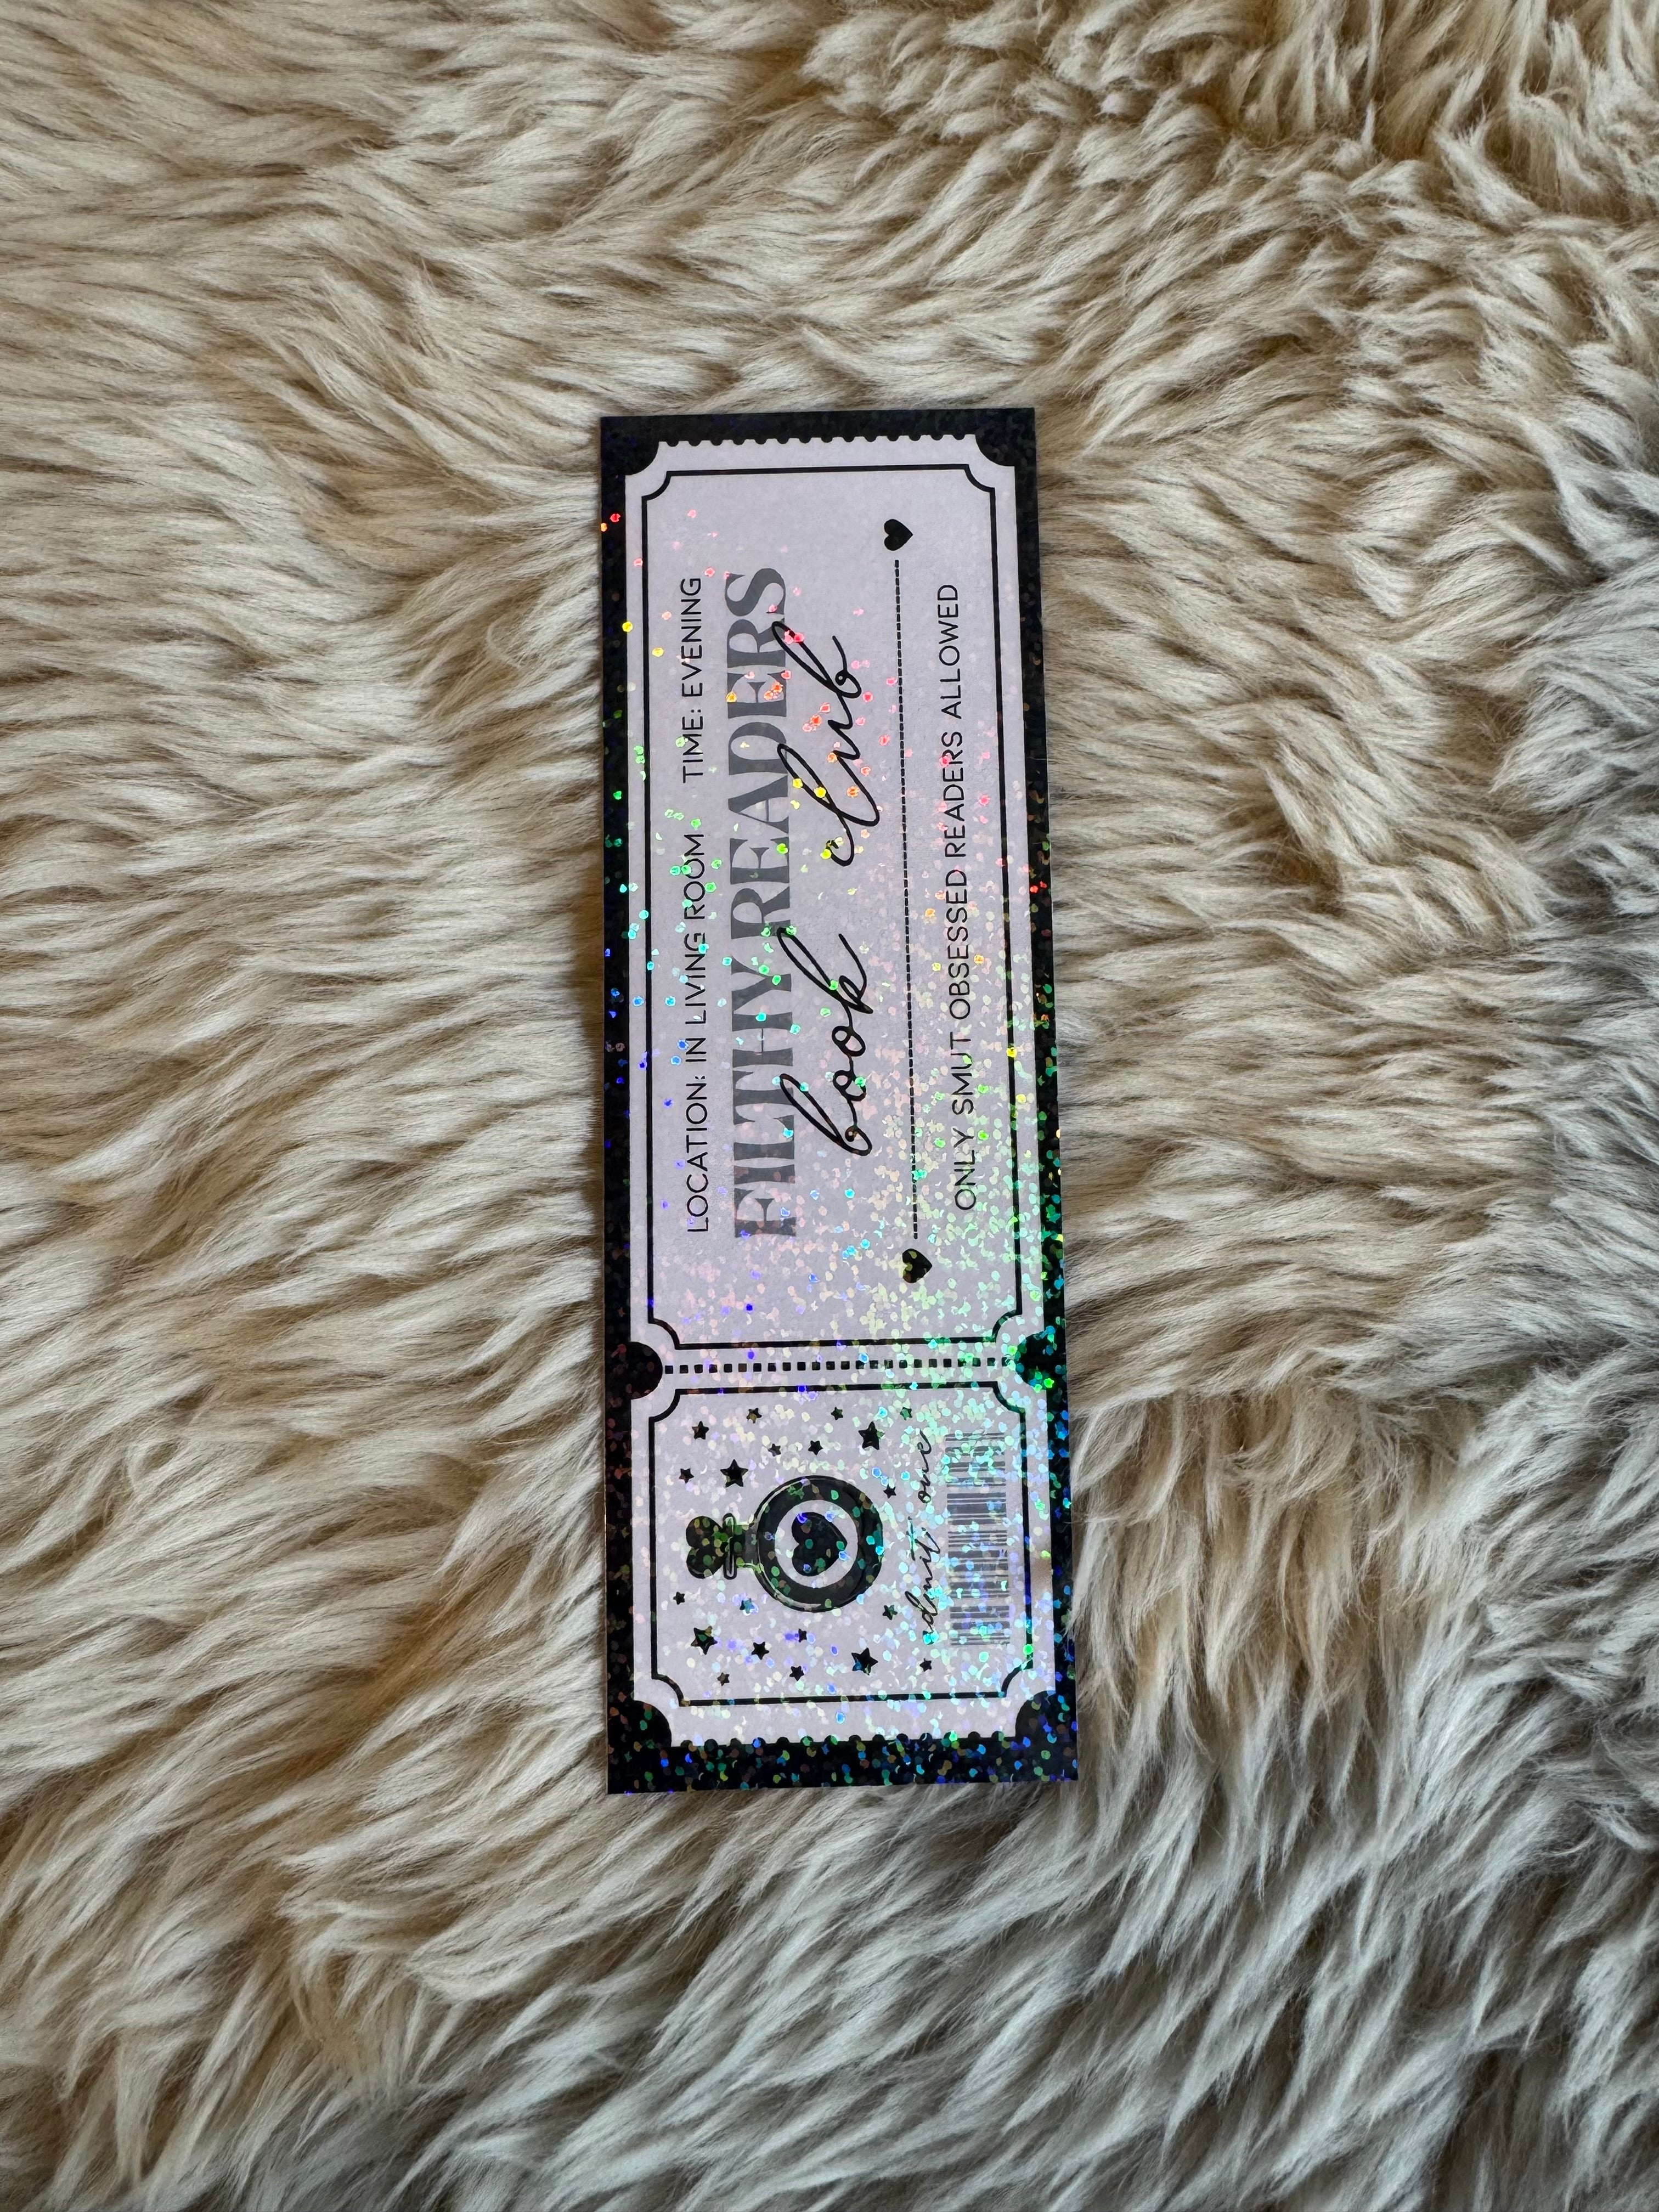 LOCATION: IN LIVING ROOM TIME: EVENING
FILTHY READERS
book club
ONLY SMUT OBSESSED READERS ALLOWED
admit one